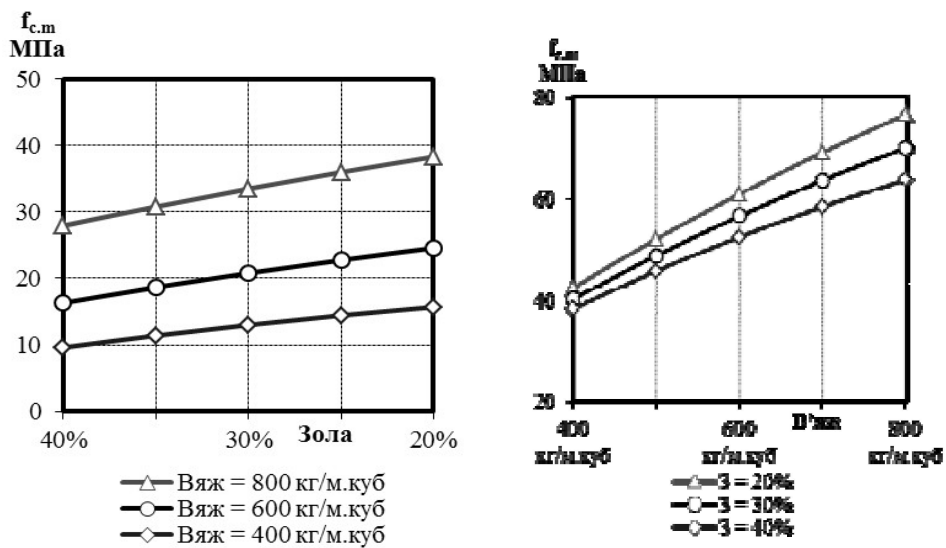 f_c.m
МПа
50
40
30
20
10
0
40%
30%
Зола
20%
Вяж = 800 кг/м.куб
Вяж = 600 кг/м.куб
Вяж = 400 кг/м.куб
МПа
80
60
40
20
400
600
800
кг/м.куб
кг/м.куб
кг/м.куб
З = 20%
З = 30%
З = 40%